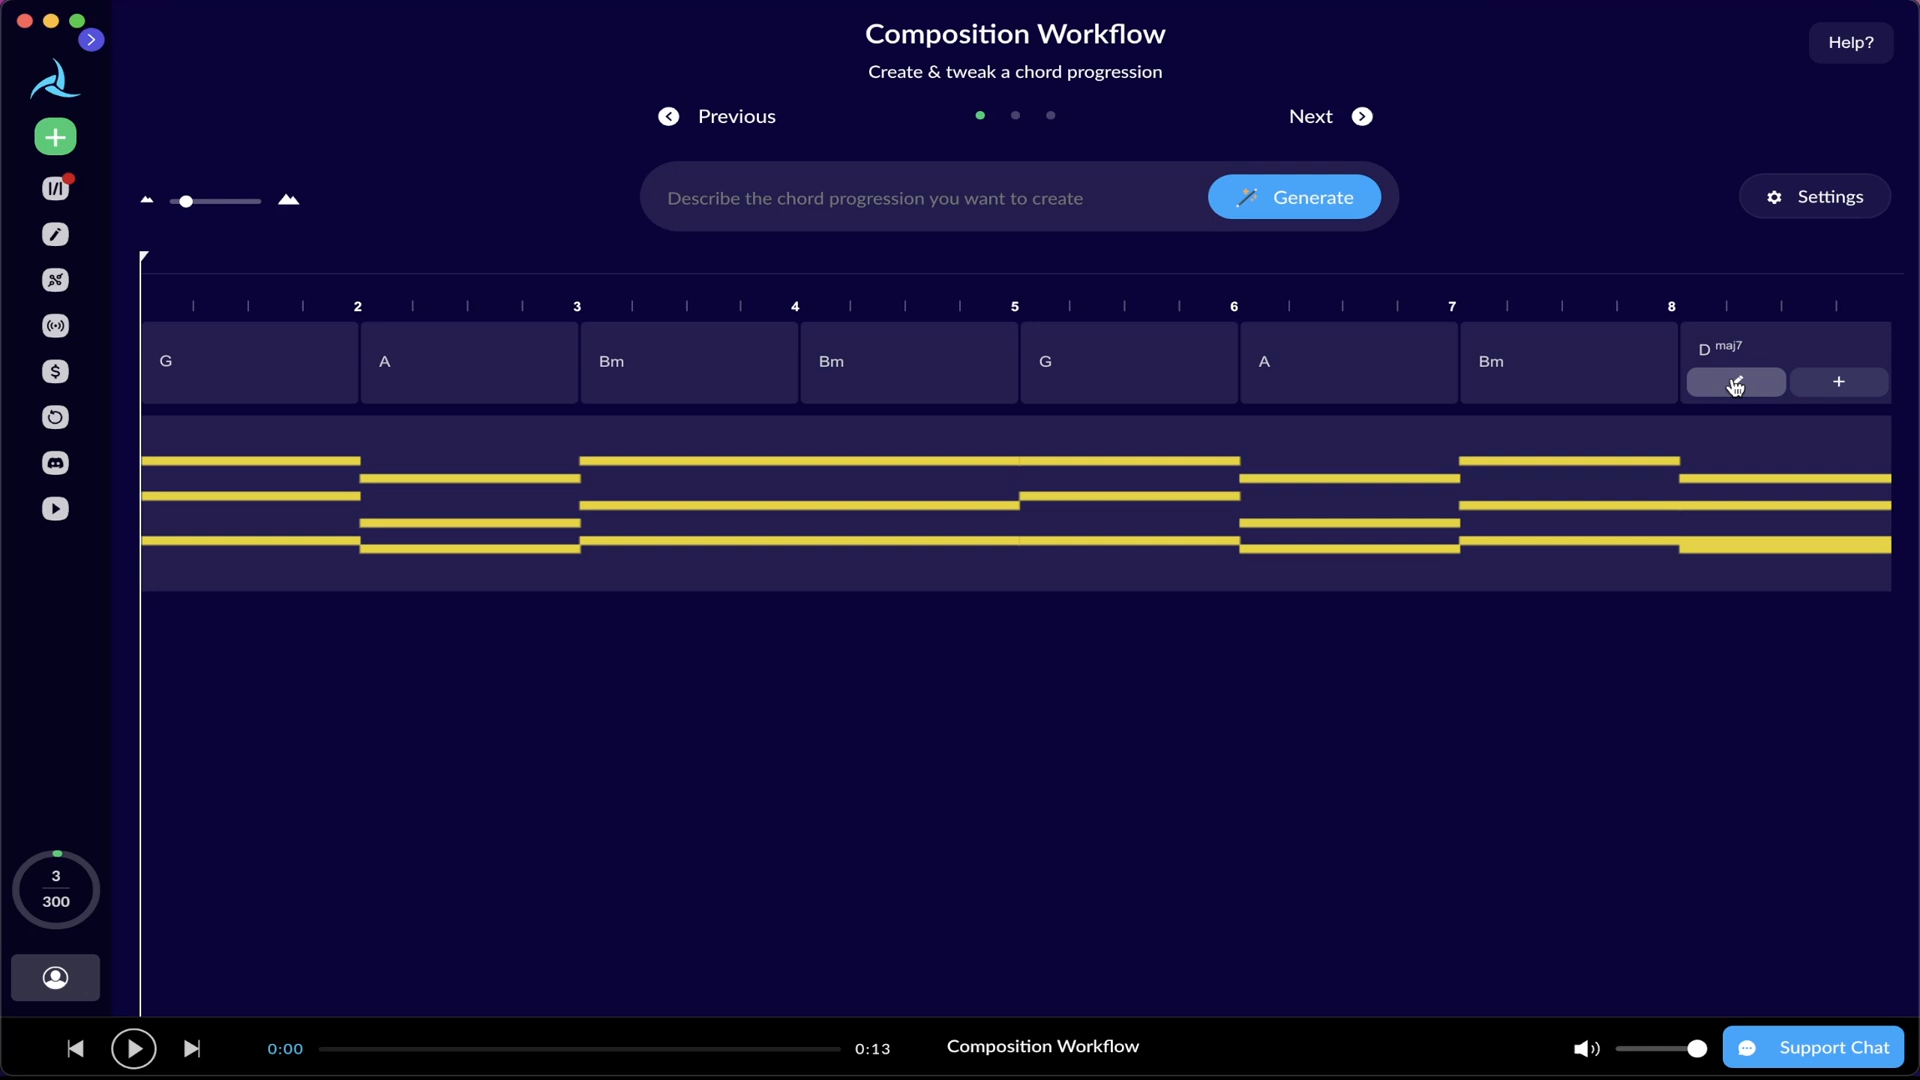 Composition Workflow
Help?
Create & tweak a chord progression
Previous
Next
Describe the chord progression you want to create
Generate
Settings
2 3 4 5 6 7 8
G A Bm Bm G A Bm D maj7
+
3
300
0:00
0:13
Composition Workflow
Support Chat